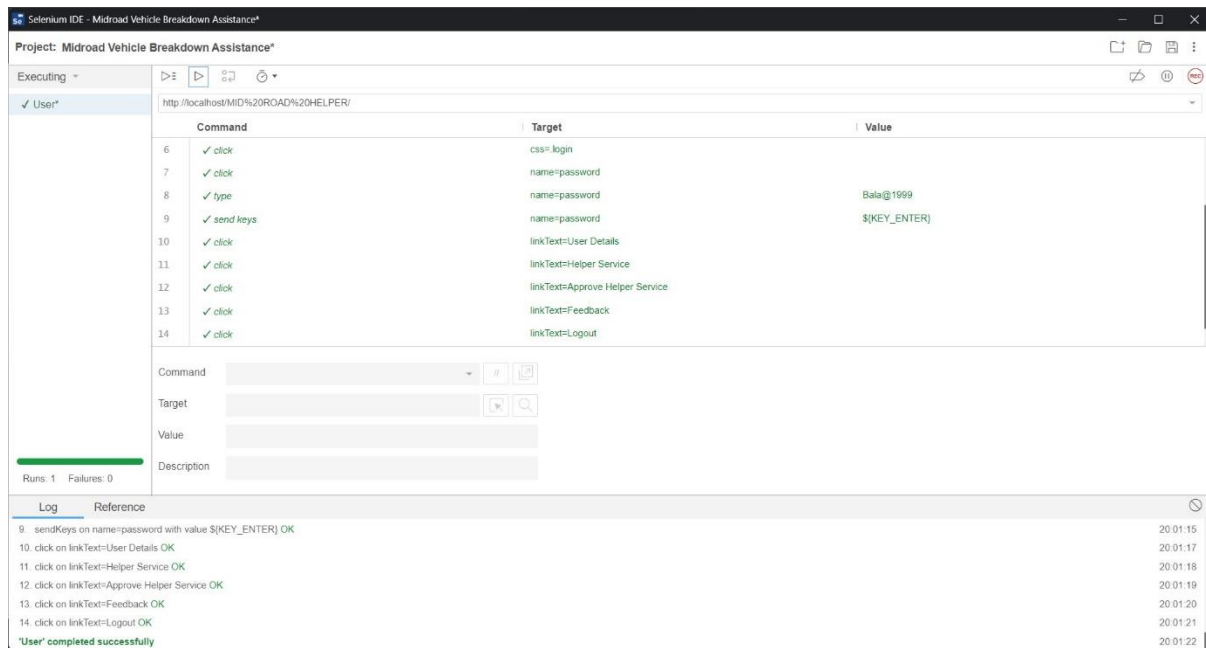 Selenium IDE - Midroad Vehicle Breakdown Assistance*
Project: Midroad Vehicle Breakdown Assistance*
Executing
✓ User*
http://localhost/MID%20ROAD%20HELPER/
REC
Command Target Value
6 ✓ click css=.login
7 ✓ click name=password
8 ✓ type name=password Bala@1999
9 ✓ send keys name=password ${KEY_ENTER}
10 ✓ click linkText=User Details
11 ✓ click linkText=Helper Service
12 ✓ click linkText=Approve Helper Service
13 ✓ click linkText=Feedback
14 ✓ click linkText=Logout
Command //
Target
Value
Description
Runs: 1 Failures: 0
Log Reference
9. sendKeys on name=password with value ${KEY_ENTER} OK 20:01:15
10. click on linkText=User Details OK 20:01:17
11. click on linkText=Helper Service OK 20:01:18
12. click on linkText=Approve Helper Service OK 20:01:19
13. click on linkText=Feedback OK 20:01:20
14. click on linkText=Logout OK 20:01:21
'User' completed successfully 20:01:22